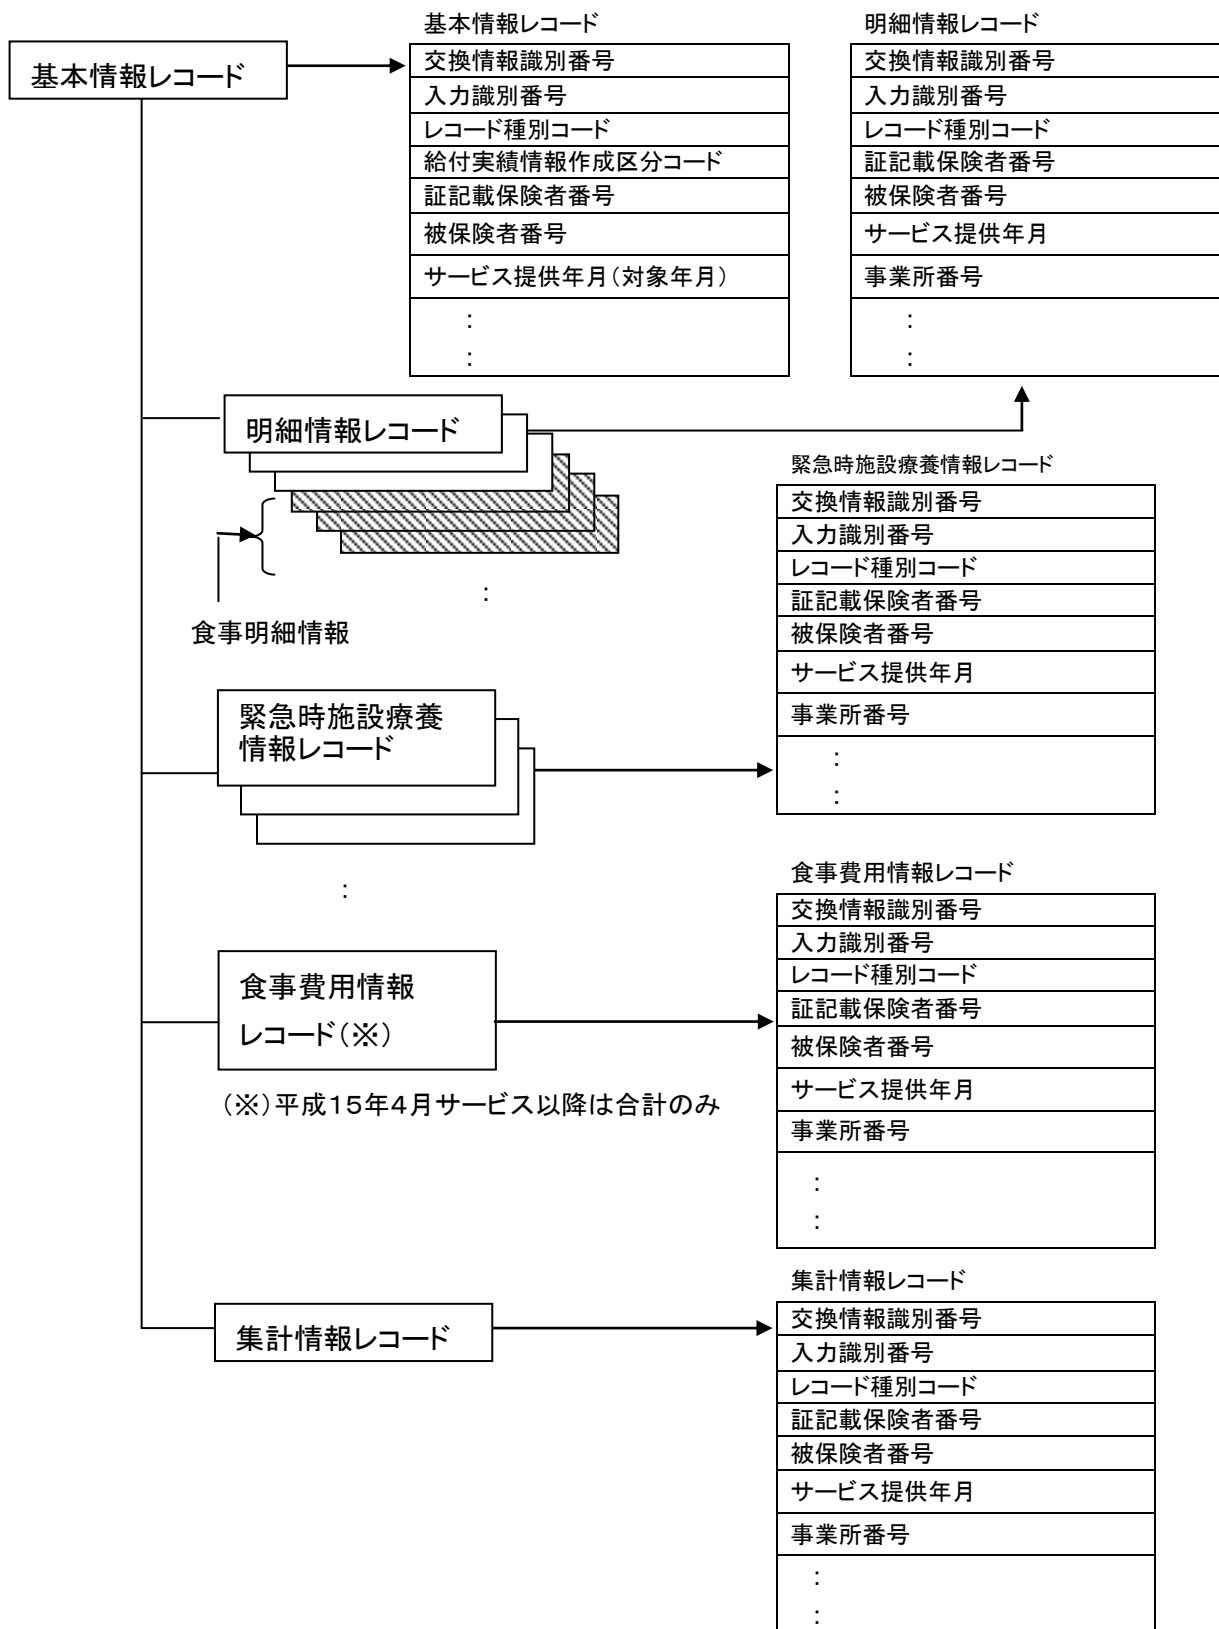 基本情報レコード
基本情報レコード
交換情報識別番号
入力識別番号
レコード種別コード
給付実績情報作成区分コード
証記載保険者番号
被保険者番号
サービス提供年月(対象年月)
:
:
明細情報レコード
交換情報識別番号
入力識別番号
レコード種別コード
証記載保険者番号
被保険者番号
サービス提供年月
事業所番号
:
:
明細情報レコード
:
食事明細情報
緊急時施設療養情報レコード
交換情報識別番号
入力識別番号
レコード種別コード
証記載保険者番号
被保険者番号
サービス提供年月
事業所番号
:
:
緊急時施設療養
情報レコード
:
食事費用情報レコード
交換情報識別番号
入力識別番号
レコード種別コード
証記載保険者番号
被保険者番号
サービス提供年月
事業所番号
:
:
食事費用情報
レコード(※)
(※)平成15年4月サービス以降は合計のみ
集計情報レコード
集計情報レコード
交換情報識別番号
入力識別番号
レコード種別コード
証記載保険者番号
被保険者番号
サービス提供年月
事業所番号
:
: